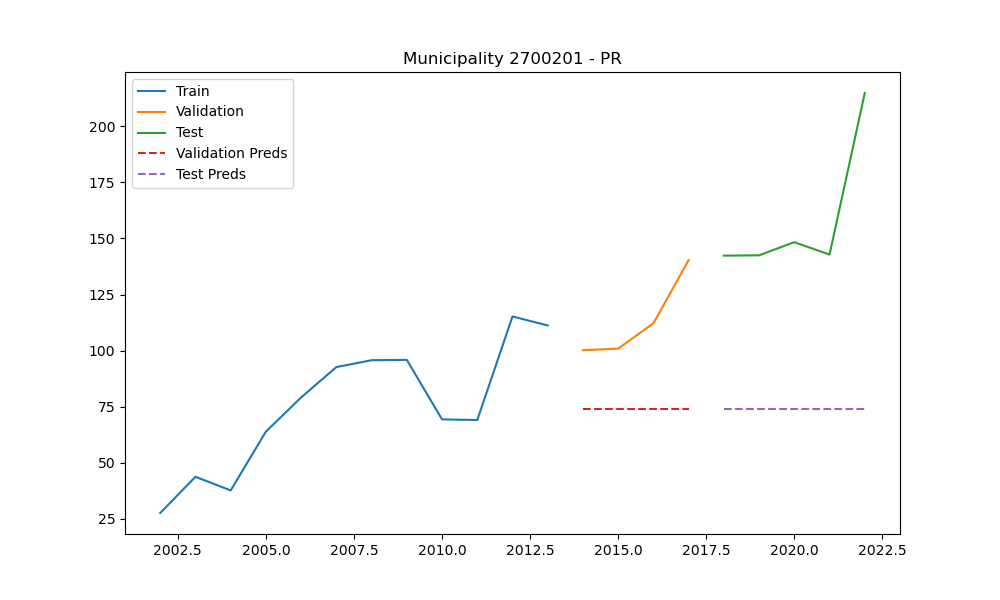 Municipality 2700201 - PR
Train
Validation
Test
Validation Preds
Test Preds
200
175
150
125
100
75
50
25
2002.5 2005.0 2007.5 2010.0 2012.5 2015.0 2017.5 2020.0 2022.5